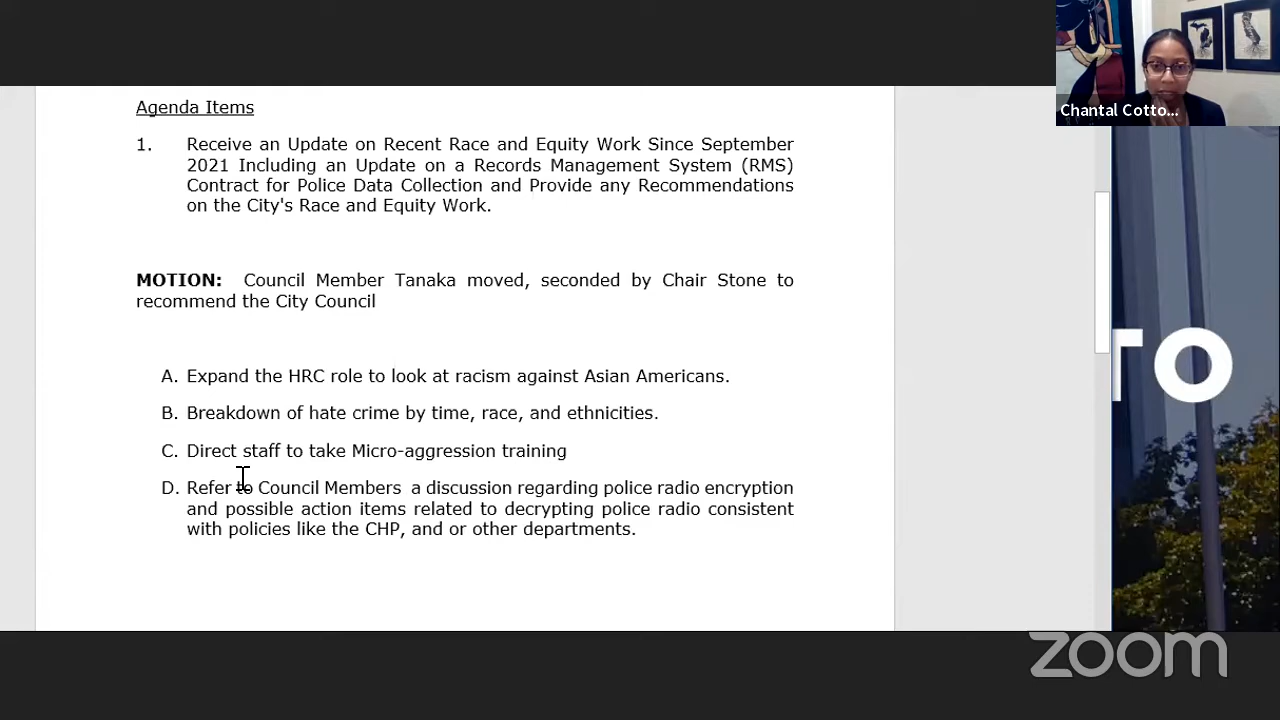 Agenda Items
1. Receive an Update on Recent Race and Equity Work Since September
2021 Including an Update on a Records Management System (RMS)
Contract for Police Data Collection and Provide any Recommendations
on the City's Race and Equity Work.
MOTION: Council Member Tanaka moved, seconded by Chair Stone to
recommend the City Council
A. Expand the HRC role to look at racism against Asian Americans.
B. Breakdown of hate crime by time, race, and ethnicities.
C. Direct staff to take Micro-aggression training
D. Refer to Council Members a discussion regarding police radio encryption
and possible action items related to decrypting police radio consistent
with policies like the CHP, and or other departments.
Chantal Cotto...
TO
zoom